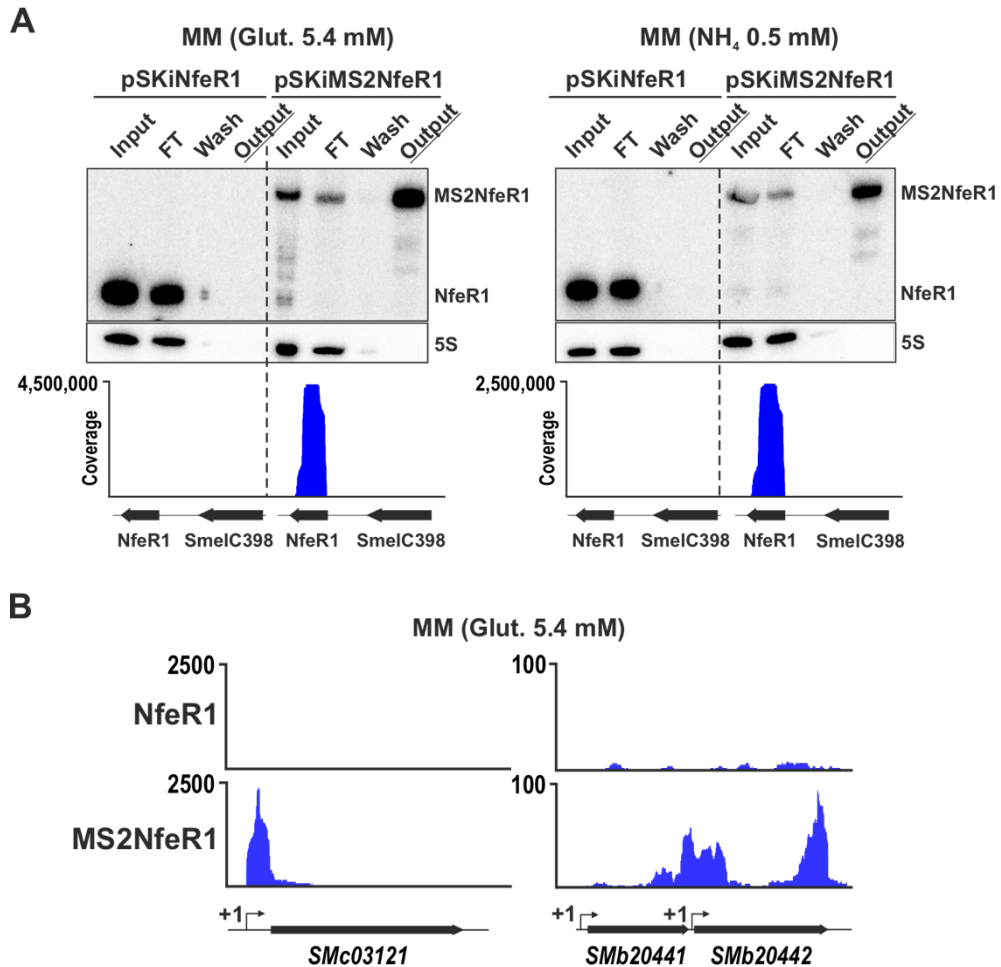 A
MM (Glut. 5.4 mM) MM (NH4 0.5 mM)
pSKiNfeR1 pSKiMS2NfeR1 pSKiNfeR1 pSKiMS2NfeR1
Input FT Wash Output Input FT Wash Output Input FT Wash Output Input FT Wash Output
MS2NfeR1 MS2NfeR1
NfeR1 NfeR1
5S 5S
4,500,000 2,500,000
Coverage Coverage
NfeR1 SmelC398 NfeR1 SmelC398 NfeR1 SmelC398 NfeR1 SmelC398
B
MM (Glut. 5.4 mM)
2500 100
NfeR1
2500 100
MS2NfeR1
+1 +1 +1
SMc03121 SMb20441 SMb20442